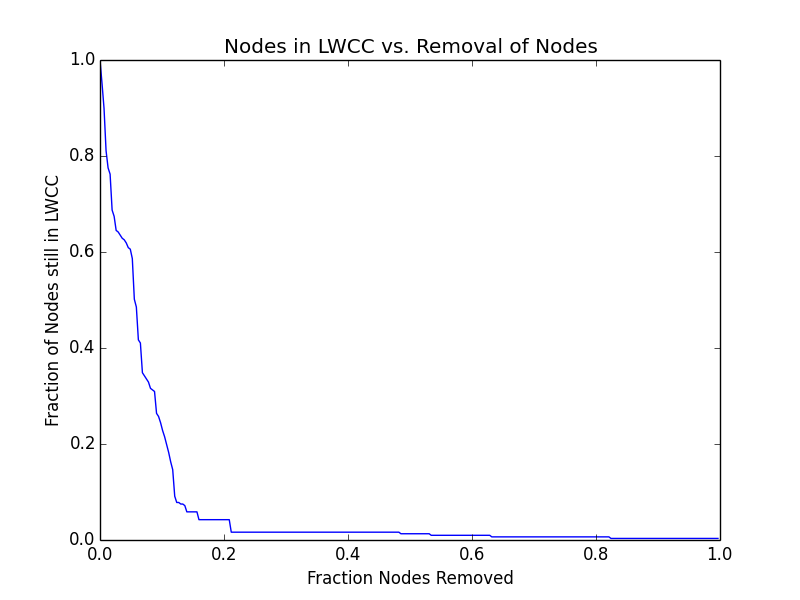 Nodes in LWCC vs. Removal of Nodes
1.0
0.8
0.6
0.4
0.2
0.0
Fraction of Nodes still in LWCC
0.0 0.2 0.4 0.6 0.8 1.0
Fraction Nodes Removed